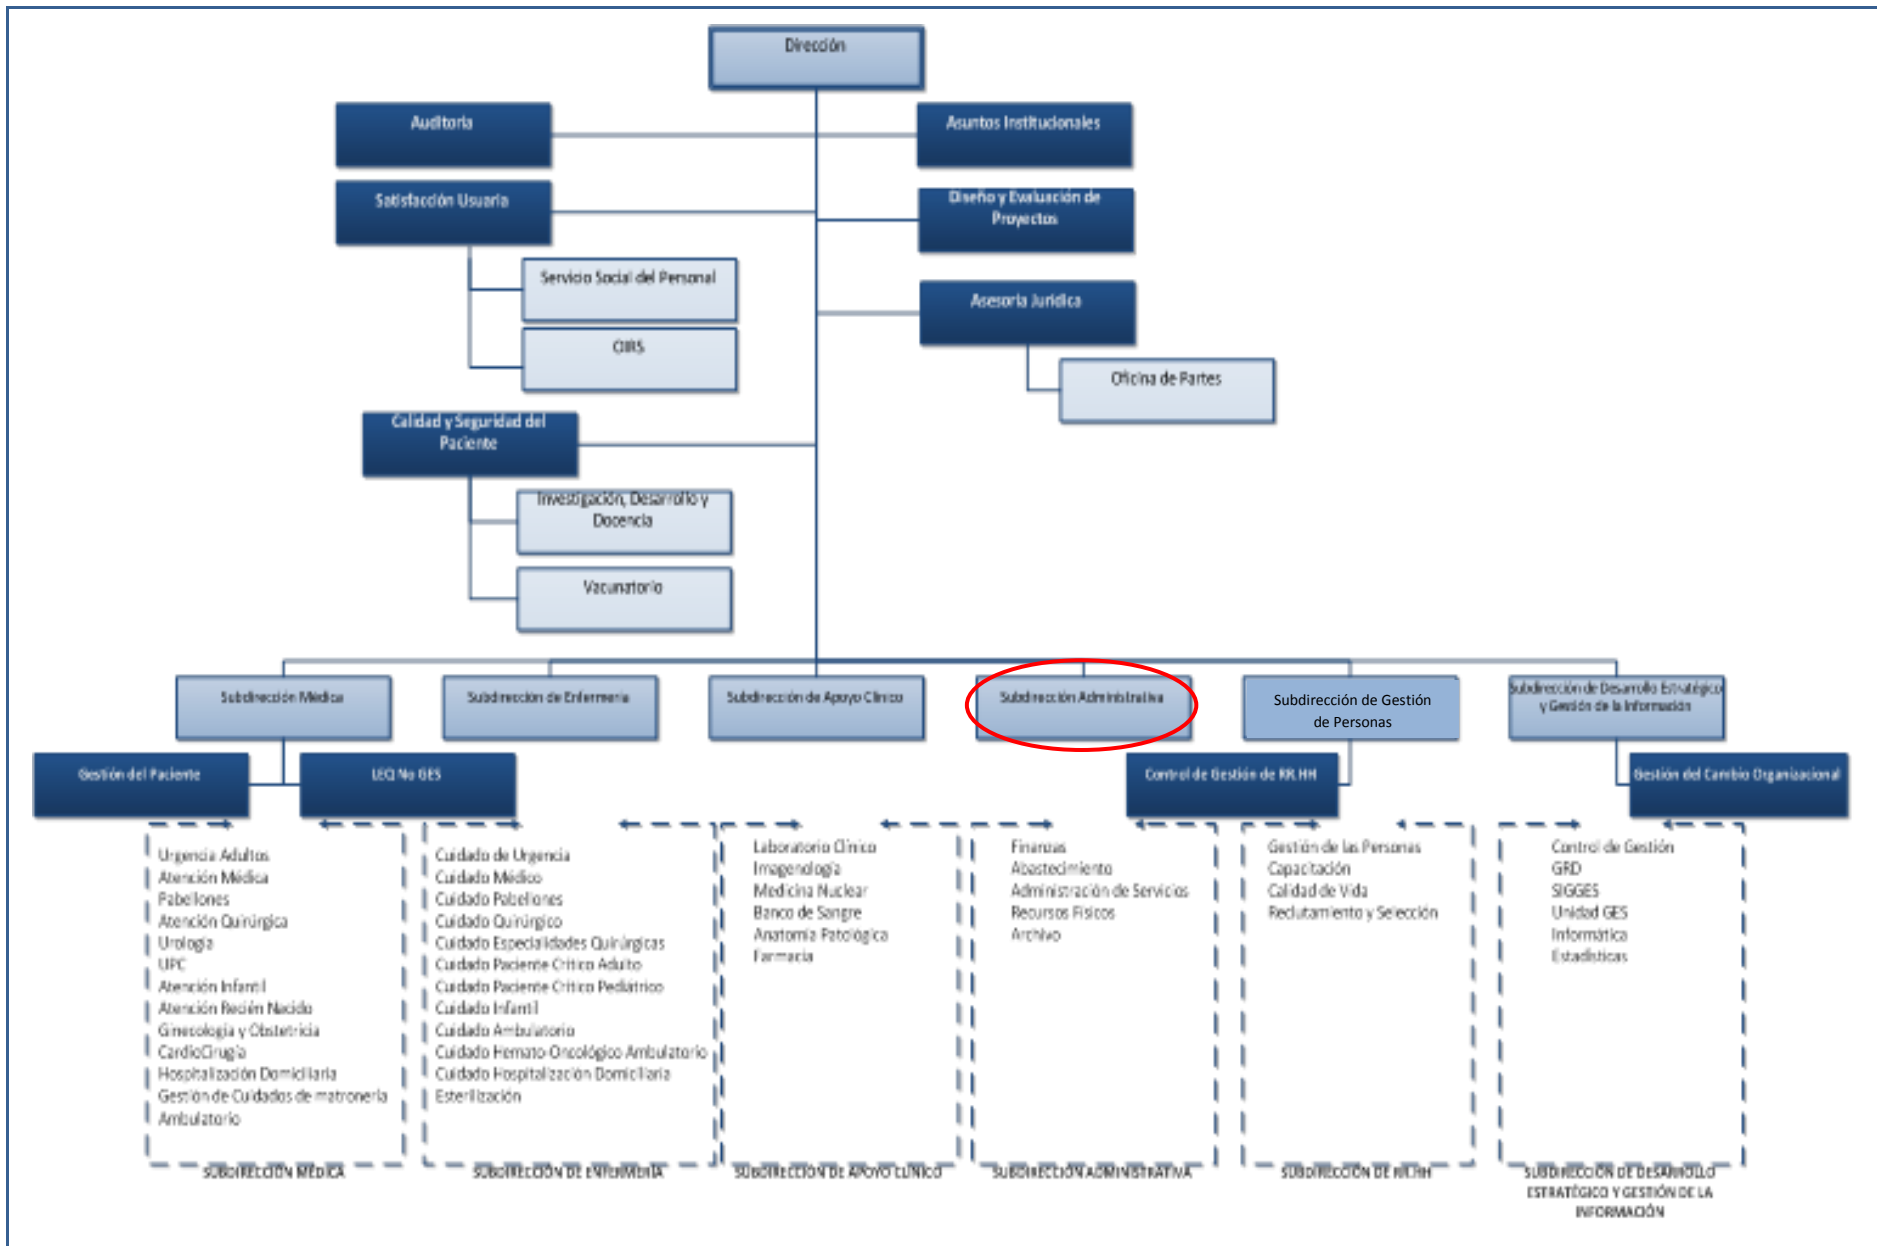 Dirección
Auditoría
Asuntos Institucionales
Satisfacción Usuaria
Diseño y Evaluación de
Proyectos
Servicio Social del Personal
OIRS
Asesoría Jurídica
Oficina de Partes
Calidad y Seguridad del
Paciente
Investigación, Desarrollo y
Docencia
Vacunatorio
Subdirección Médica
Subdirección de Enfermería
Subdirección de Apoyo Clínico
Subdirección Administrativa
Subdirección de Gestión
de Personas
Subdirección de Desarrollo Estratégico
y Gestión de la Información
Gestión del Paciente
LEQ No GES
Control de Gestión de RR.HH
Gestión del Cambio Organizacional
Urgencia Adultos
Atención Médica
Pabellones
Atención Quirúrgica
Urología
UPC
Atención Infantil
Atención Recién Nacido
Ginecología y Obstetricia
CardioCirugía
Hospitalización Domiciliaria
Gestión de Cuidados de matronería
Ambulatorio
SUBDIRECCIÓN MÉDICA
Cuidado de Urgencia
Cuidado Médico
Cuidado Pabellones
Cuidado Quirúrgico
Cuidado Especialidades Quirúrgicas
Cuidado Paciente Crítico Adulto
Cuidado Paciente Crítico Pediátrico
Cuidado Infantil
Cuidado Ambulatorio
Cuidado Hemato-Oncológico Ambulatorio
Cuidado Hospitalización Domiciliaria
Esterilización
SUBDIRECCIÓN DE ENFERMERÍA
Laboratorio Clínico
Imagenología
Medicina Nuclear
Banco de Sangre
Anatomía Patológica
Farmacia
SUBDIRECCIÓN DE APOYO CLÍNICO
Finanzas
Abastecimiento
Administración de Servicios
Recursos Físicos
Archivo
SUBDIRECCIÓN ADMINISTRATIVA
Gestión de las Personas
Capacitación
Calidad de Vida
Reclutamiento y Selección
SUBDIRECCIÓN DE RR.HH
Control de Gestión
GRD
SIGGES
Unidad GES
Informática
Estadísticas
SUBDIRECCIÓN DE DESARROLLO
ESTRATÉGICO Y GESTIÓN DE LA
INFORMACIÓN